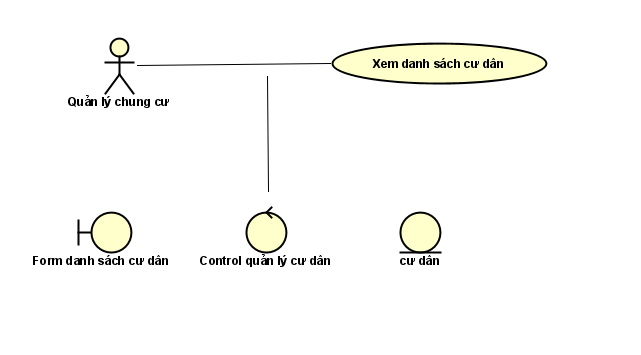 Xem danh sách cư dân
Quản lý chung cư
Form danh sách cư dân
Control quản lý cư dân
cư dân